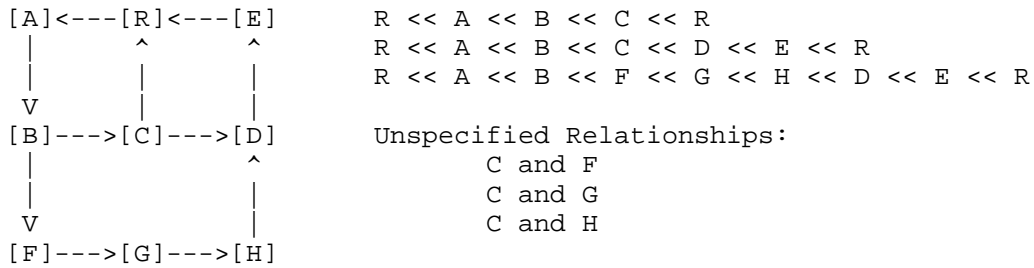 [A]<---[R]<---[E]      R << A << B << C << R
 |      ^      ^       R << A << B << C << D << E << R
 |      |      |       R << A << B << F << G << H << D << E << R
 V      |      |
[B]--->[C]--->[D]      Unspecified Relationships:
 |             ^              C and F
 |             |              C and G
 V             |              C and H
[F]--->[G]--->[H]